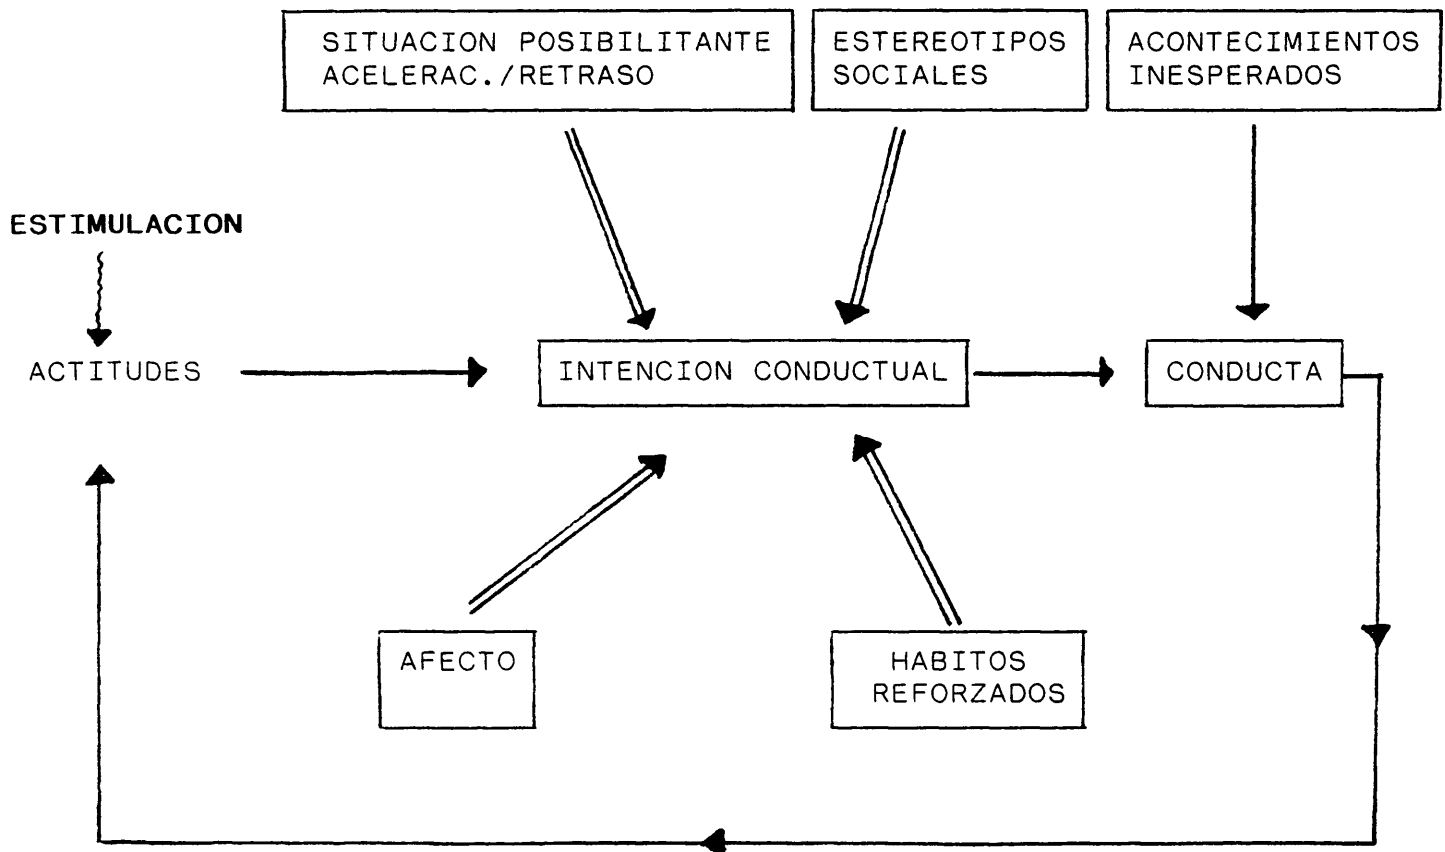 SITUACION POSIBILITANTE
ACELERAC./RETRASO
ESTEREOTIPOS
SOCIALES
ACONTECIMIENTOS
INESPERADOS
ESTIMULACION
ACTITUDES
INTENCION CONDUCTUAL
CONDUCTA
AFECTO
HABITOS
REFORZADOS